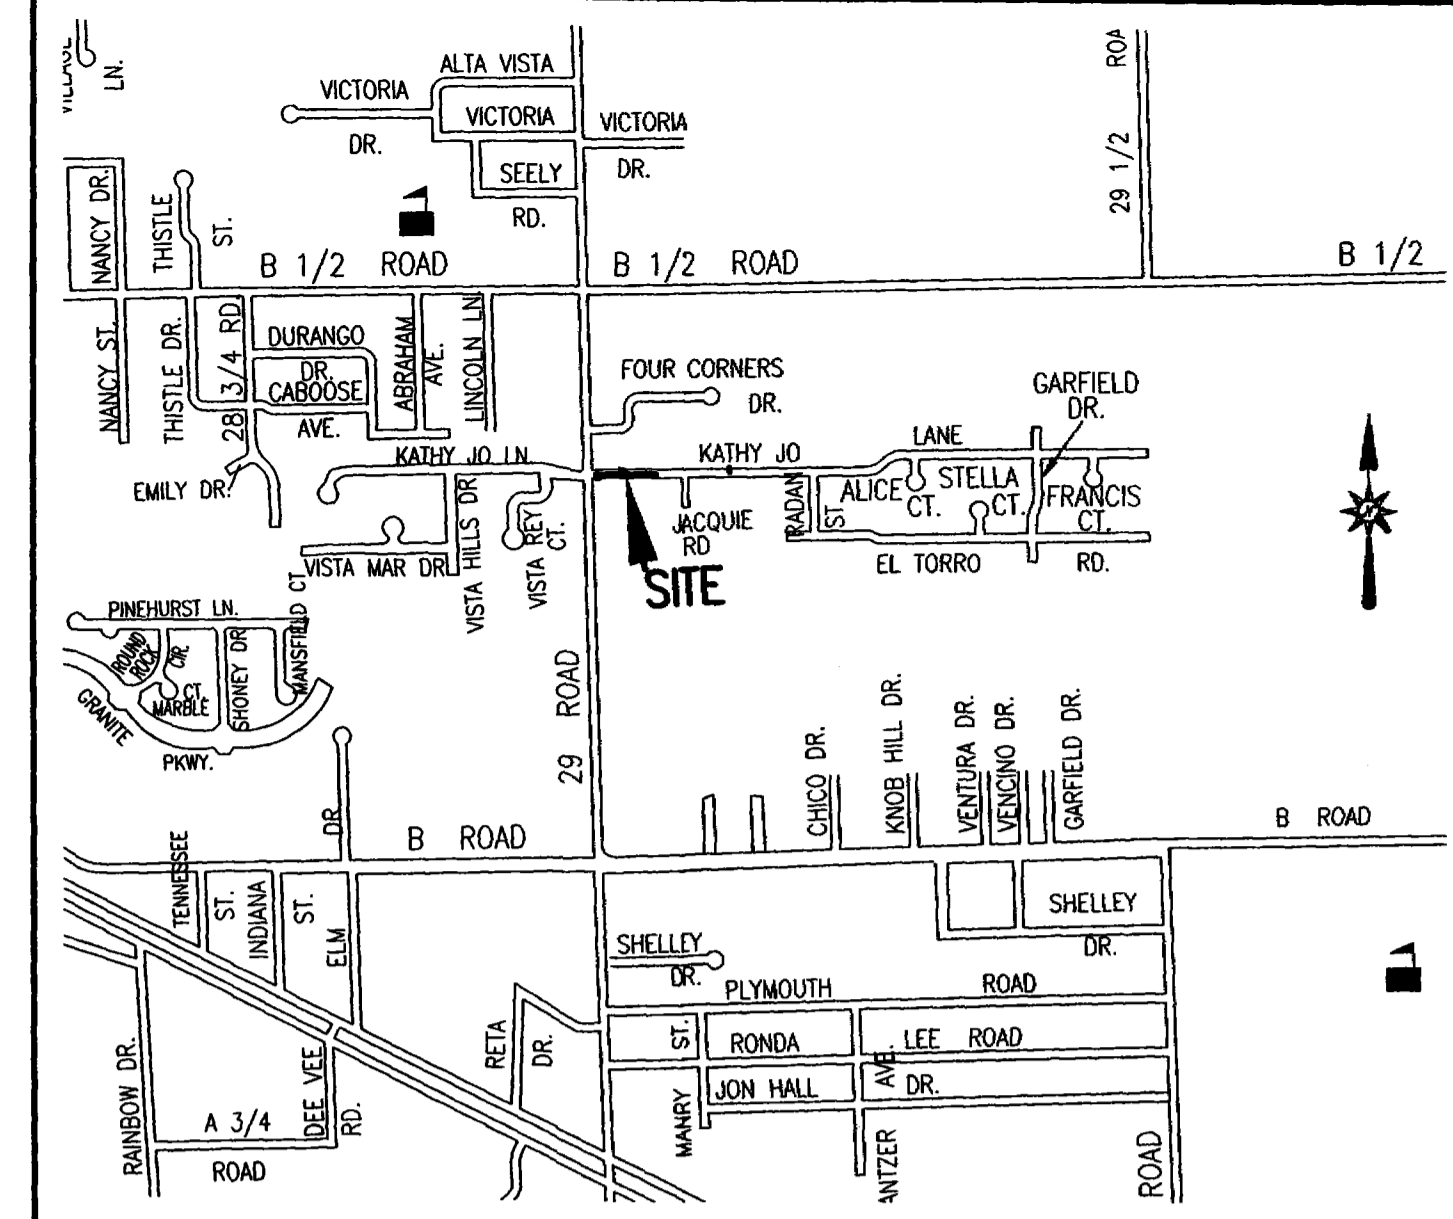 VILLAGE
LN.
ALTA VISTA
VICTORIA
DR.
VICTORIA
VICTORIA
DR.
SEELY
RD.
29 1/2 ROA
NANCY DR.
THISTLE
ST.
B 1/2 ROAD
B 1/2 ROAD
B 1/2
NANCY ST.
THISTLE DR.
28 3/4 RD.
DURANGO
DR.
CABOOSE
AVE.
ABRAHAM
AVE.
LINCOLN LN.
FOUR CORNERS
DR.
GARFIELD
DR.
EMILY DR.
KATHY JO LN.
KATHY JO
LANE
JACQUIE
RD
RADAN
ST.
ALICE
CT.
STELLA
CT.
FRANCIS
CT.
EL TORRO
RD.
VISTA MAR DR.
VISTA HILLS DR.
VISTA REY
CT.
SITE
N
PINEHURST LN.
ROUND
ROCK
CIR.
MARBLE
CT.
SHONEY DR.
MANSFIELD CT.
GRANITE
PKWY.
29 ROAD
CHICO DR.
KNOB HILL DR.
VENTURA DR.
VENCINO DR.
GARFIELD DR.
B ROAD
B ROAD
TENNESSEE
ST.
INDIANA
ST.
ELM
DR.
SHELLEY
DR.
SHELLEY
DR.
PLYMOUTH ROAD
RONDA LEE ROAD
JON HALL DR.
MANRY
ST.
ANTZER
AVE.
RETA
DR.
RAINBOW DR.
A 3/4
ROAD
DEE VEE
RD.
ROAD